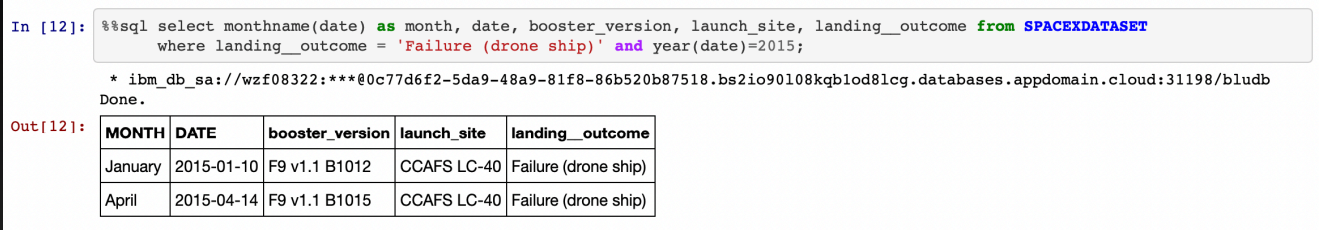 In [12]: %%sql select monthname(date) as month, date, booster_version, launch_site, landing__outcome from SPACEXDATASET
where landing__outcome = 'Failure (drone ship)' and year(date)=2015;
* ibm_db_sa://wzf08322:***@0c77d6f2-5da9-48a9-81f8-86b520b87518.bs2io90l08kqb1od8lcg.databases.appdomain.cloud:31198/bludb
Done.
Out[12]: MONTH DATE booster_version launch_site landing__outcome
January 2015-01-10 F9 v1.1 B1012 CCAFS LC-40 Failure (drone ship)
April 2015-04-14 F9 v1.1 B1015 CCAFS LC-40 Failure (drone ship)